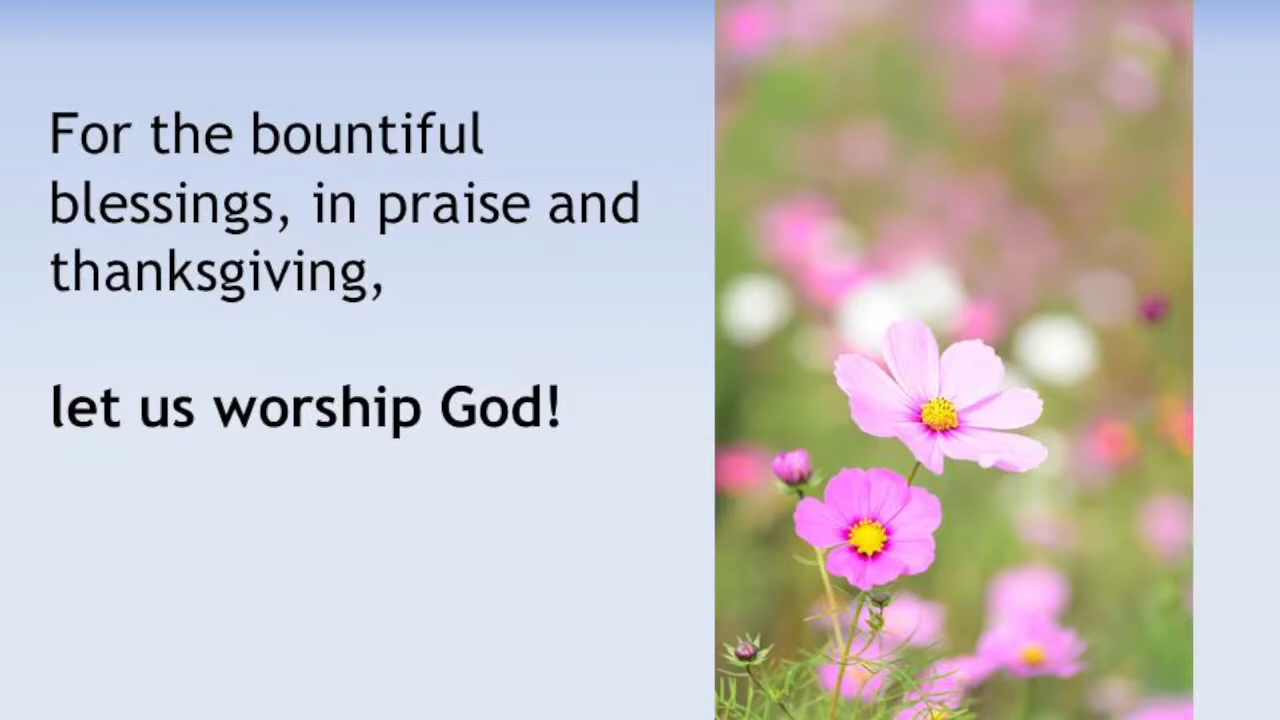 For the bountiful
blessings, in praise and
thanksgiving,
let us worship God!